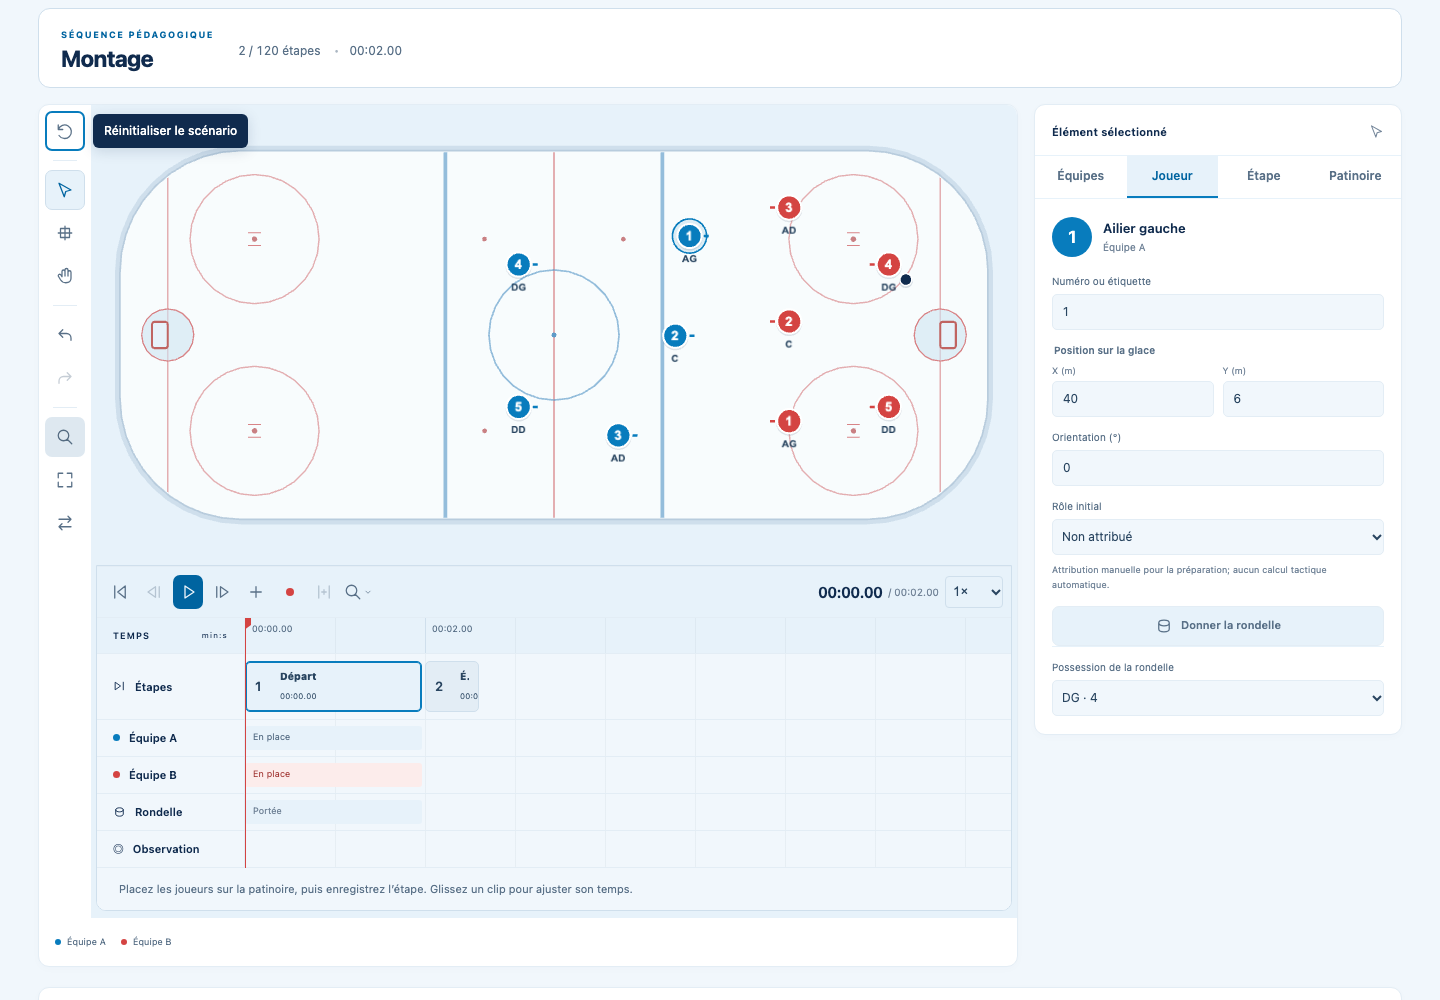 SÉQUENCE PÉDAGOGIQUE
Montage
2 / 120 étapes • 00:02.00
Réinitialiser le scénario
3
AD
1
AG
4
DG
4
DG
2
C
2
C
5
DD
3
AD
1
AG
5
DD
00:00.00 / 00:02.00 1×
TEMPS min:s 00:00.00 00:02.00
Étapes
1 Départ
00:00.00
2 É.
00:0
Équipe A En place
Équipe B En place
Rondelle Portée
Observation
Placez les joueurs sur la patinoire, puis enregistrez l'étape. Glissez un clip pour ajuster son temps.
Équipe A Équipe B
Élément sélectionné
Équipes Joueur Étape Patinoire
1
Ailier gauche
Équipe A
Numéro ou étiquette
1
Position sur la glace
X (m) Y (m)
40 6
Orientation (°)
0
Rôle initial
Non attribué
Attribution manuelle pour la préparation; aucun calcul tactique
automatique.
Donner la rondelle
Possession de la rondelle
DG · 4